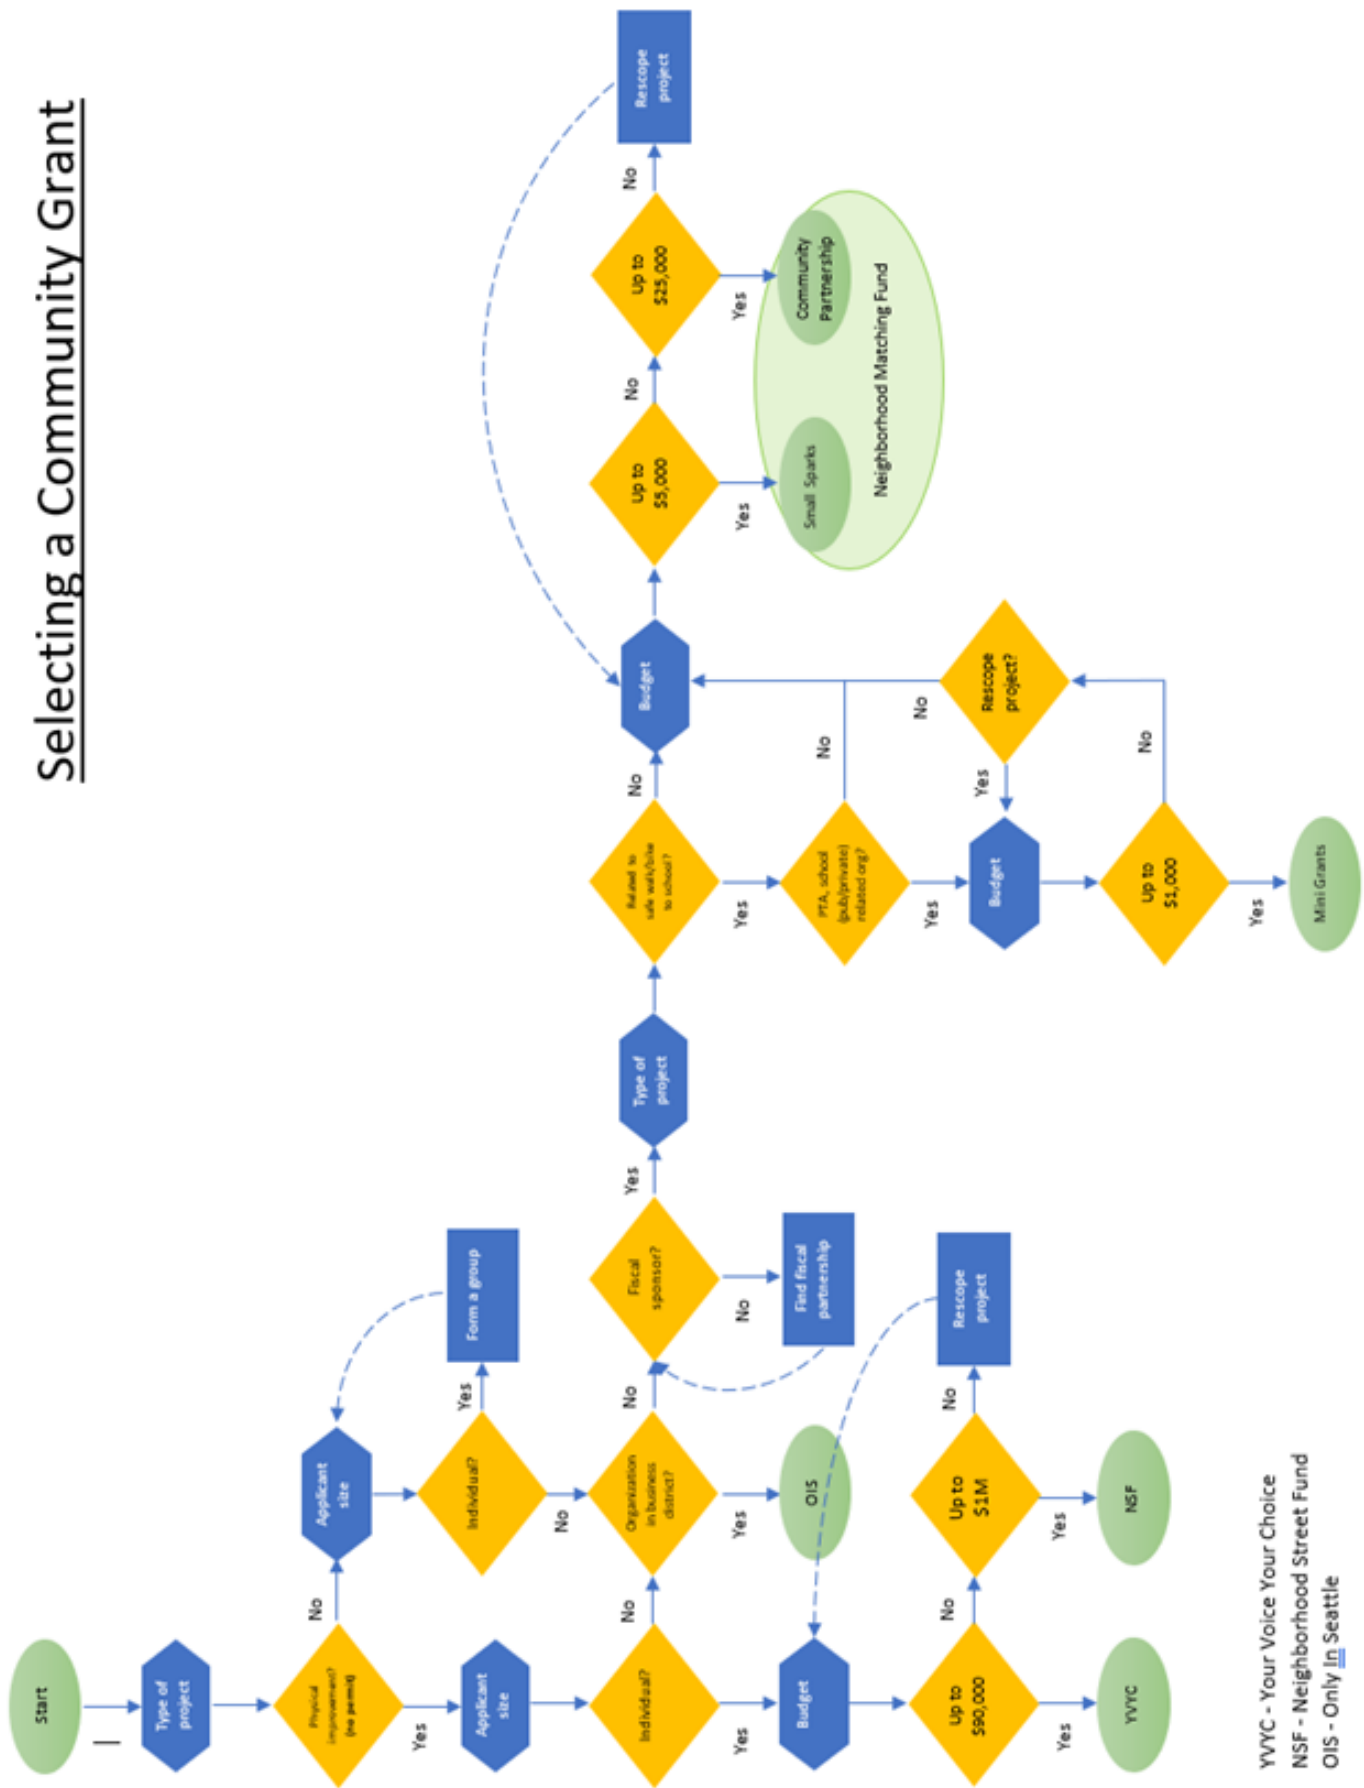 Selecting a Community Grant
Start
Type of
project
Physical
improvement?
(no permit)
No
Yes
Applicant
size
Individual?
Yes
No
Form a group
Applicant
size
Individual?
No
Yes
Organization
in business
district?
No
Yes
OIS
Fiscal
sponsor?
Yes
No
Find fiscal
partnership
Budget
Up to
$90,000
No
Yes
YVYC
Up to
$1M
No
Yes
NSF
Rescope
project
Type of
project
Related to
safe walk/bike
to school?
No
Yes
PTA, school
(pub/private)
related org?
No
Yes
Budget
Up to
$1,000
No
Yes
Mini Grants
Rescope
project?
Yes
No
Budget
Up to
$5,000
No
Yes
Small Sparks
Up to
$25,000
No
Yes
Community
Partnership
Neighborhood Matching Fund
Rescope
project
YVYC - Your Voice Your Choice
NSF - Neighborhood Street Fund
OIS - Only In Seattle